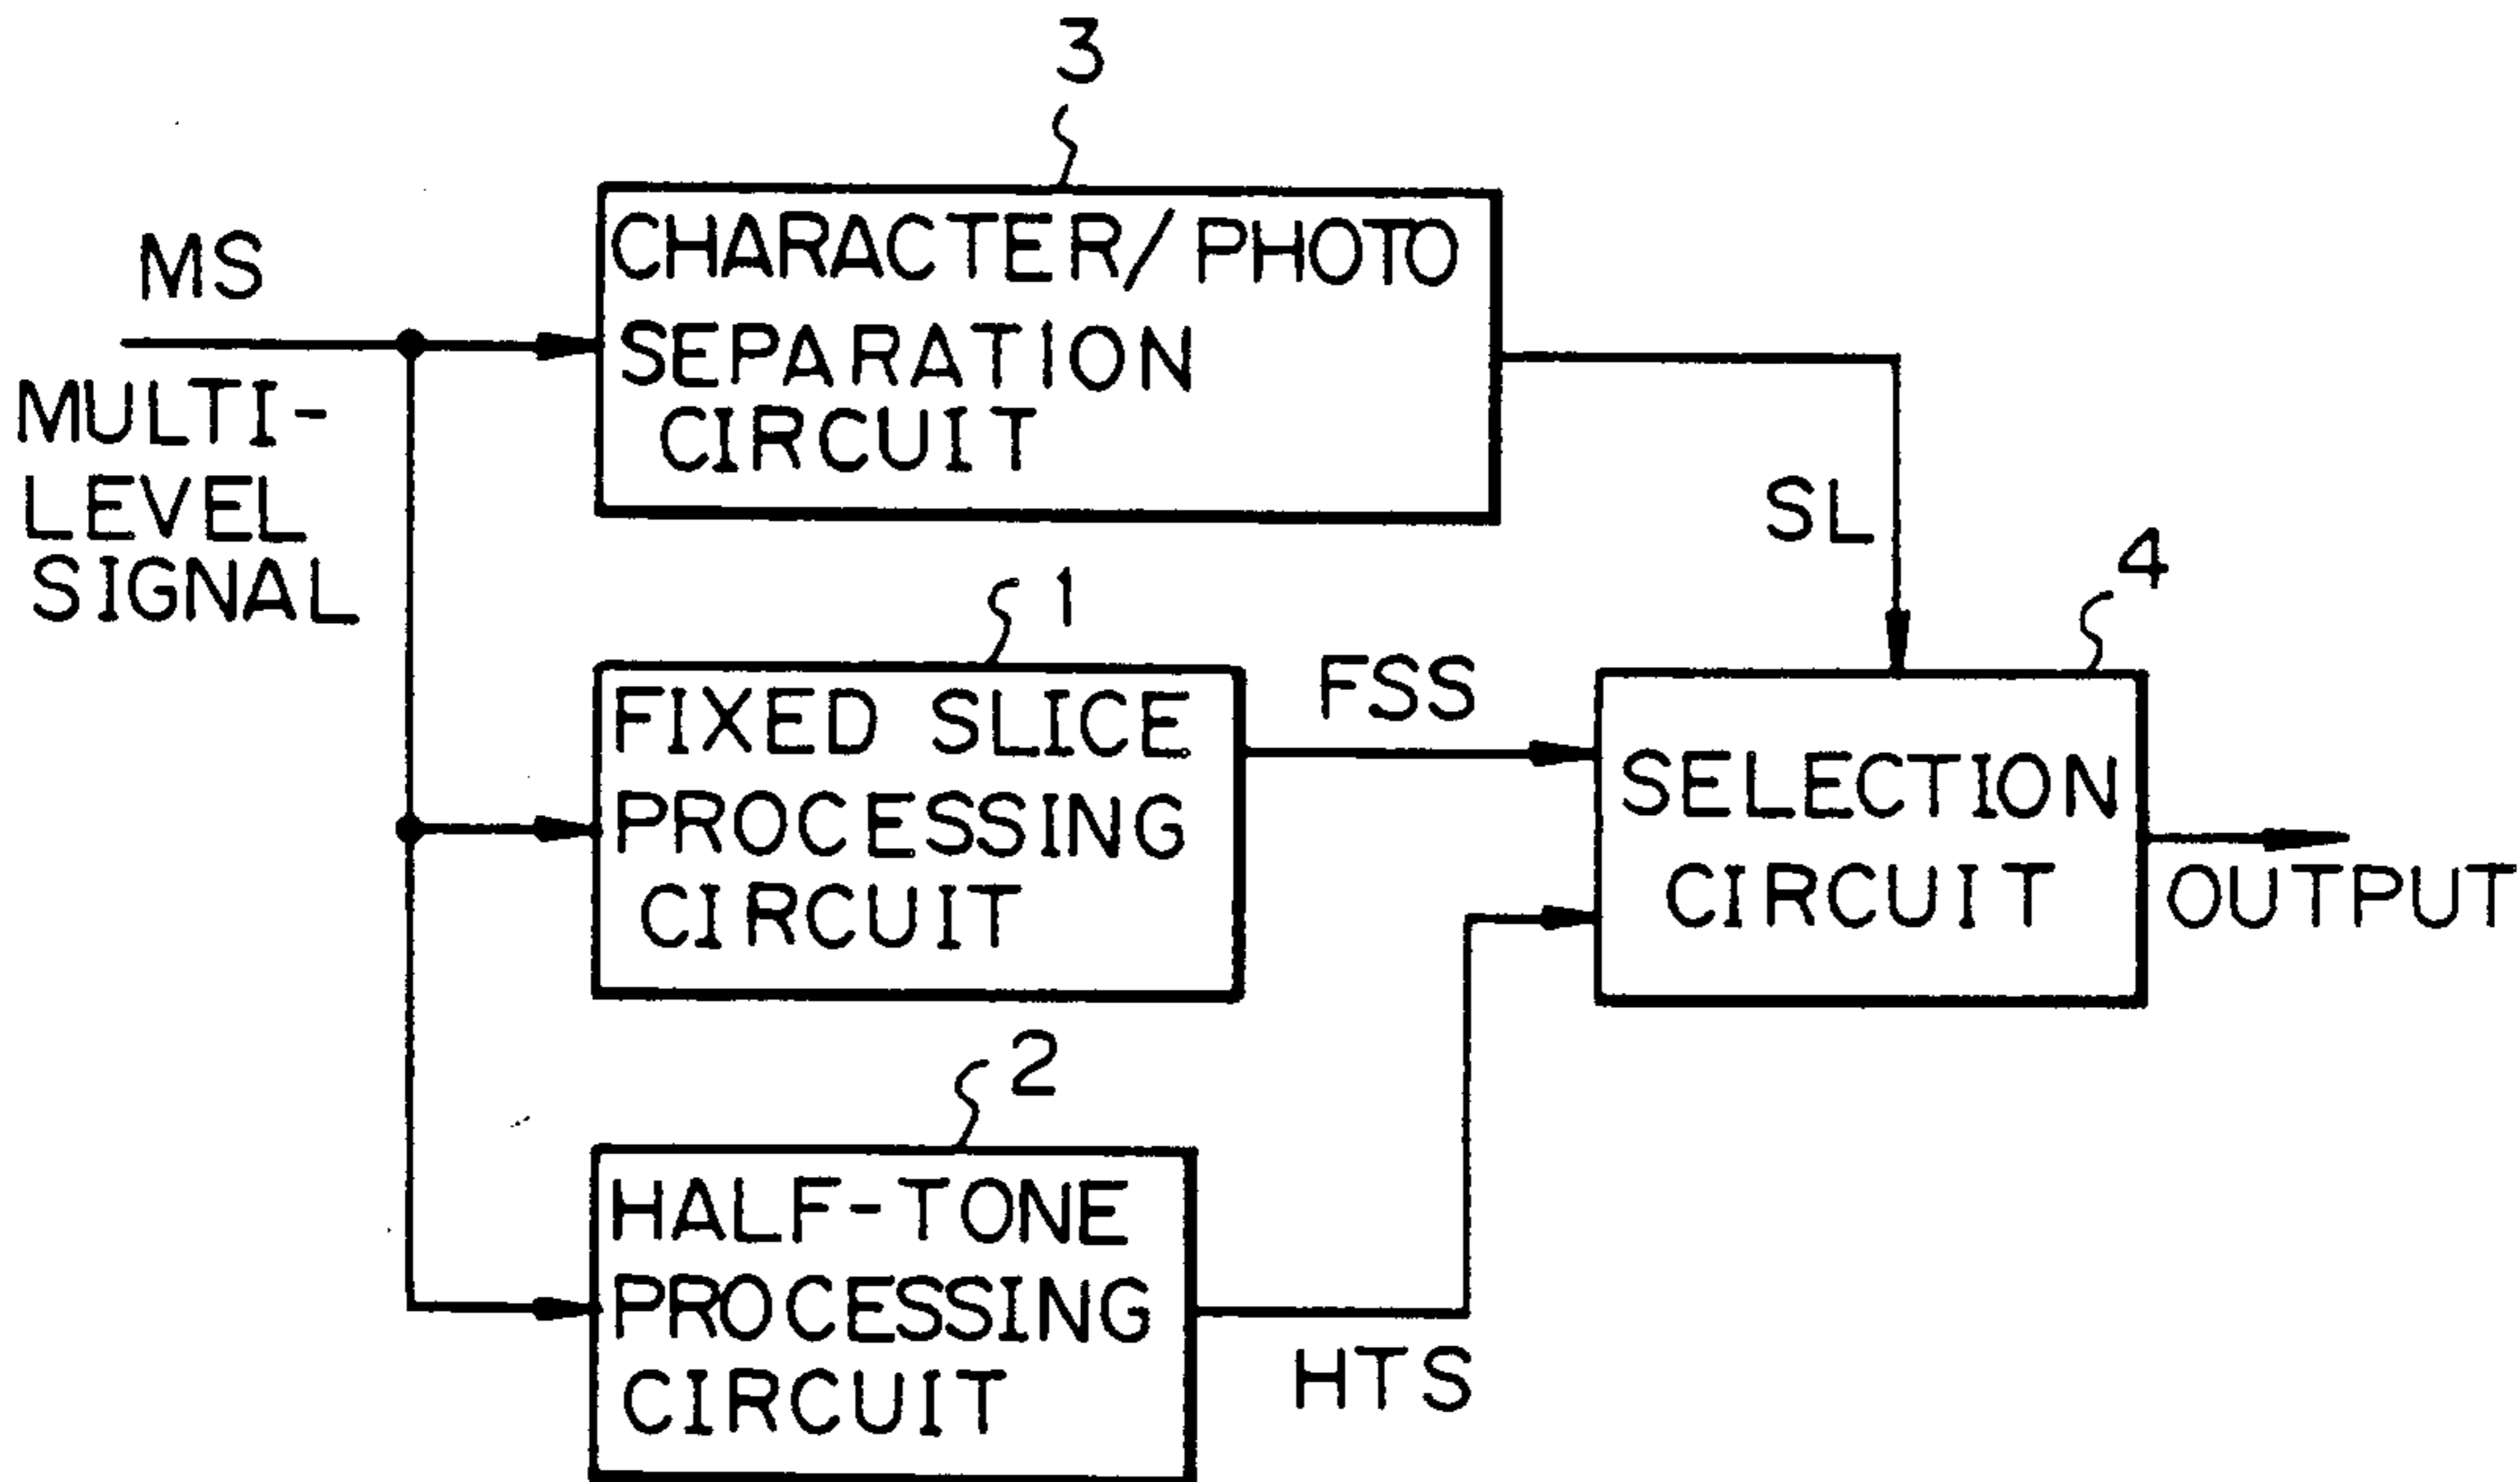 3
MS
MULTI-
LEVEL
SIGNAL
CHARACTER/PHOTO
SEPARATION
CIRCUIT
SL
1
FIXED SLICE
PROCESSING
CIRCUIT
FSS
4
SELECTION
CIRCUIT
OUTPUT
2
HALF-TONE
PROCESSING
CIRCUIT
HTS